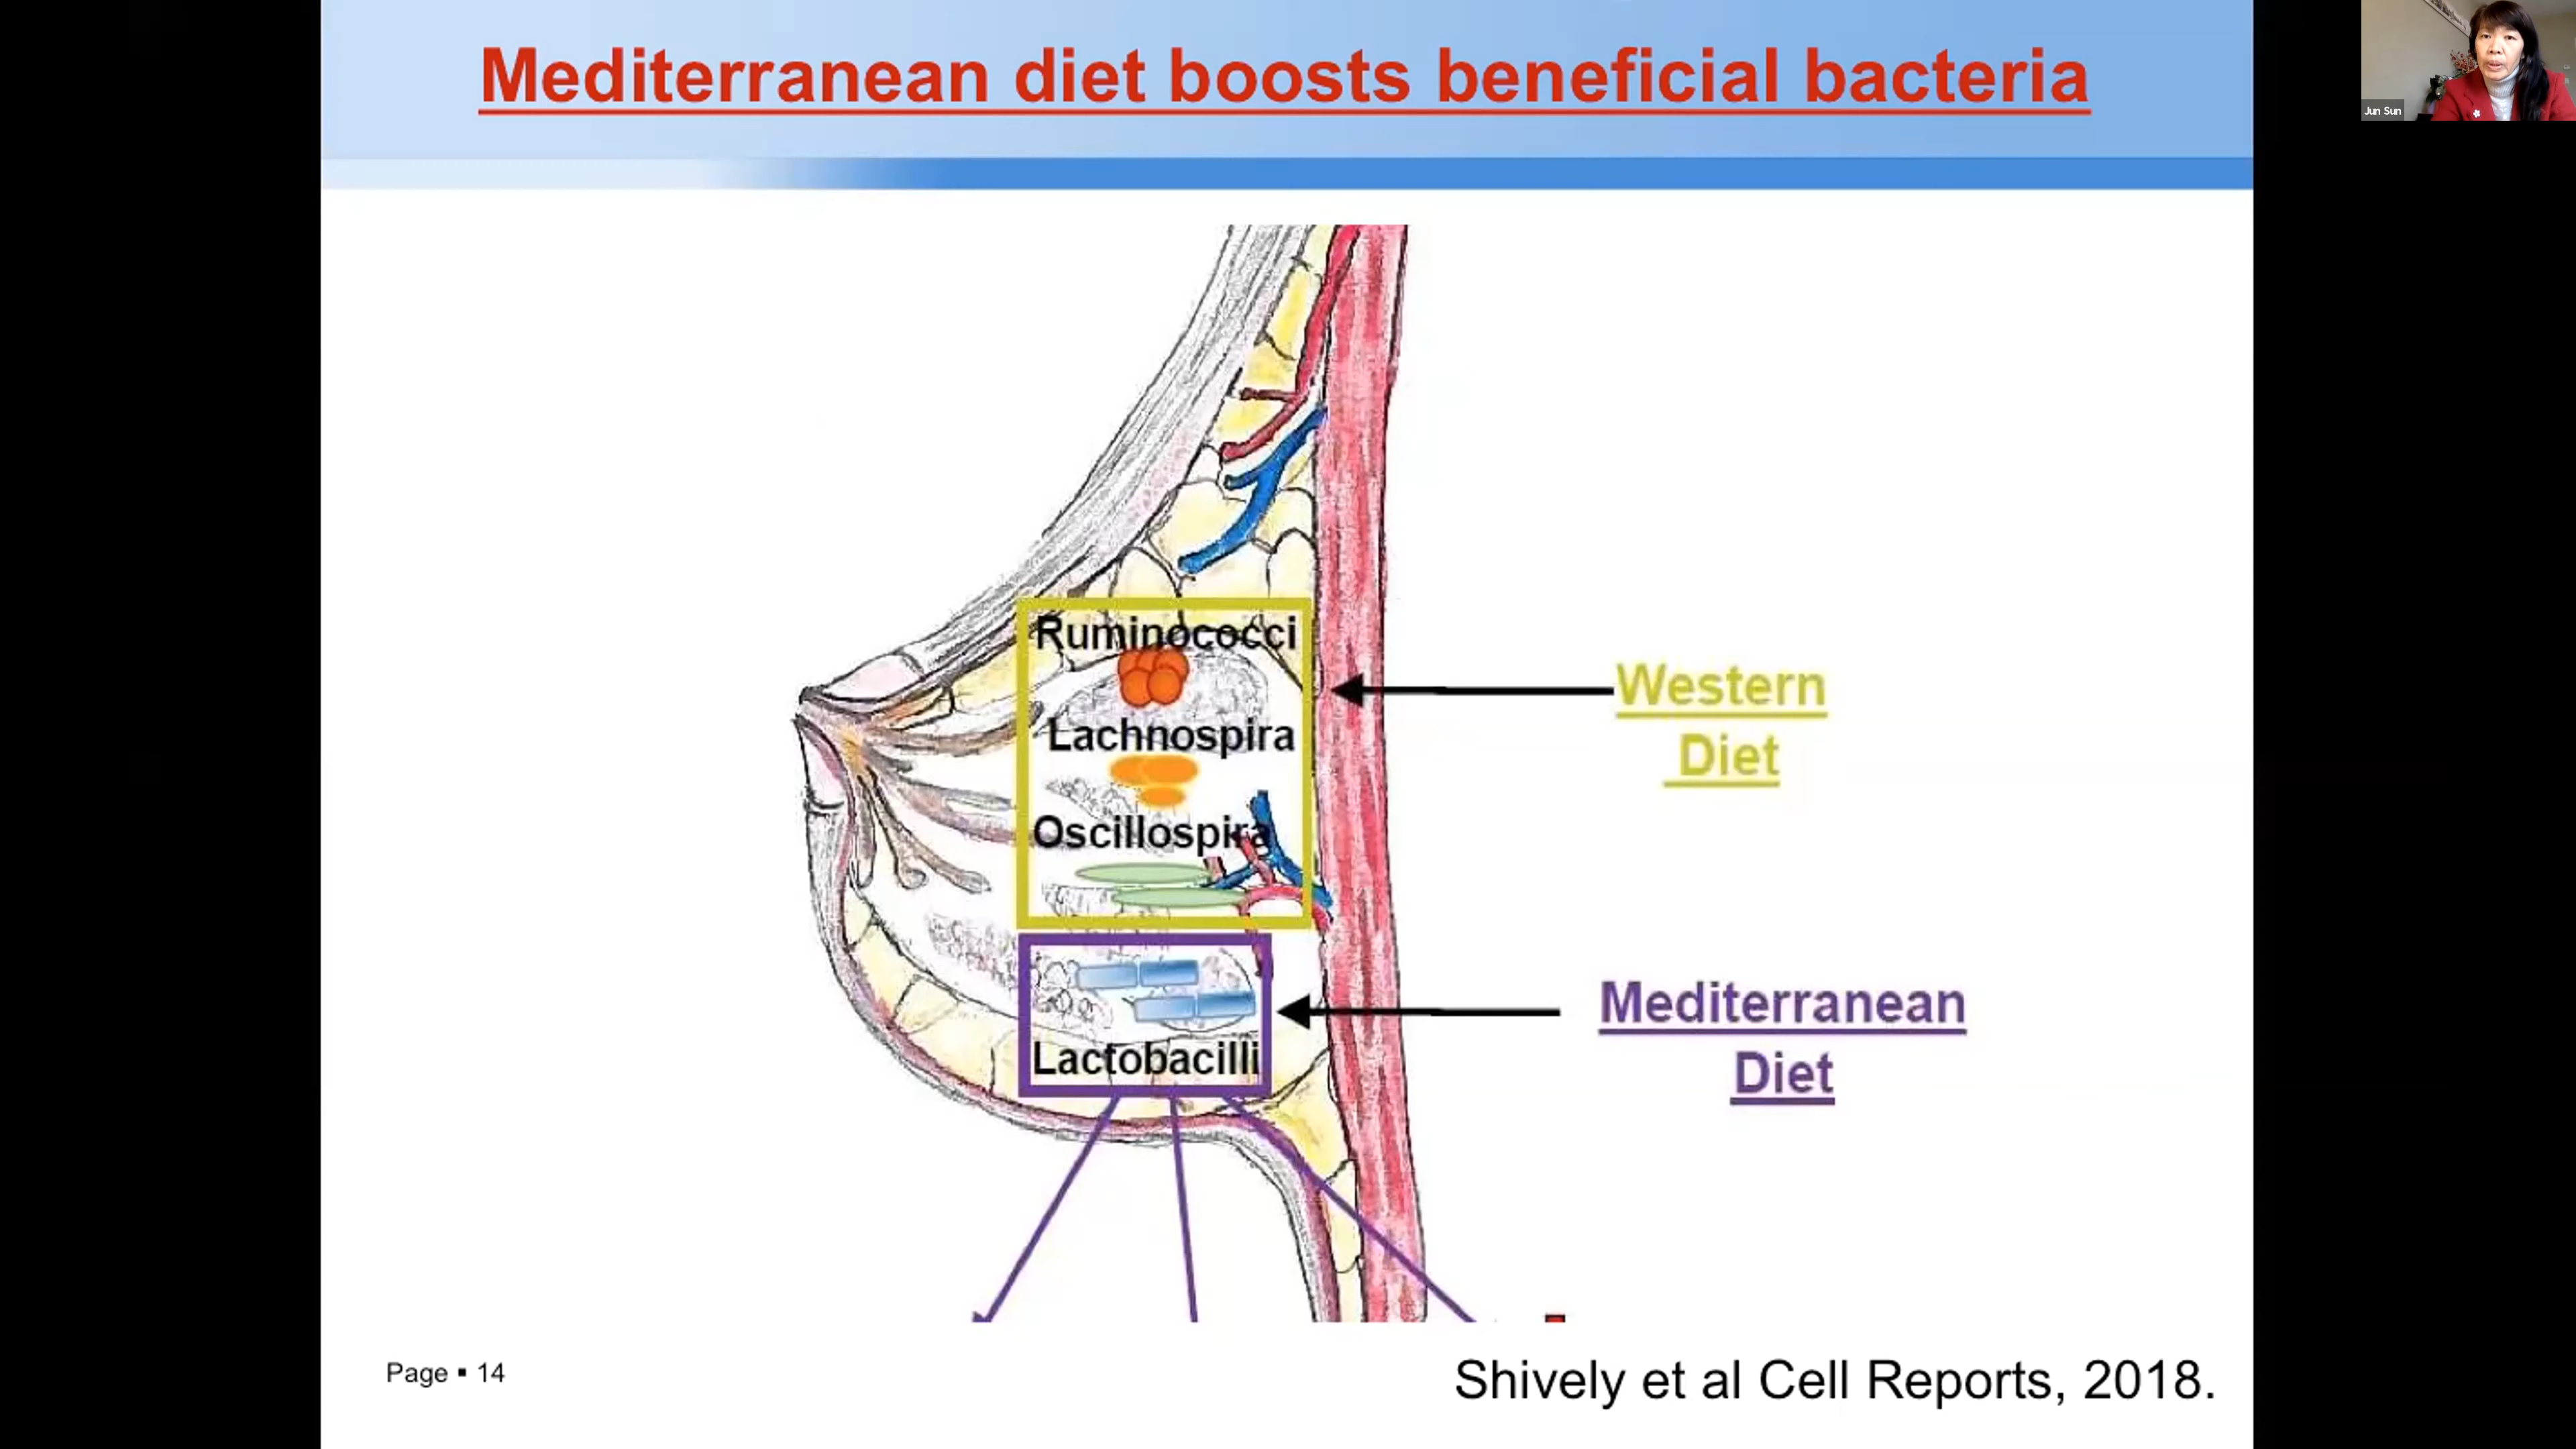 Mediterranean diet boosts beneficial bacteria
Jun Sun
Ruminococci
Lachnospira
Oscillospira
Western
Diet
Lactobacilli
Mediterranean
Diet
Page ▪ 14
Shively et al Cell Reports, 2018.